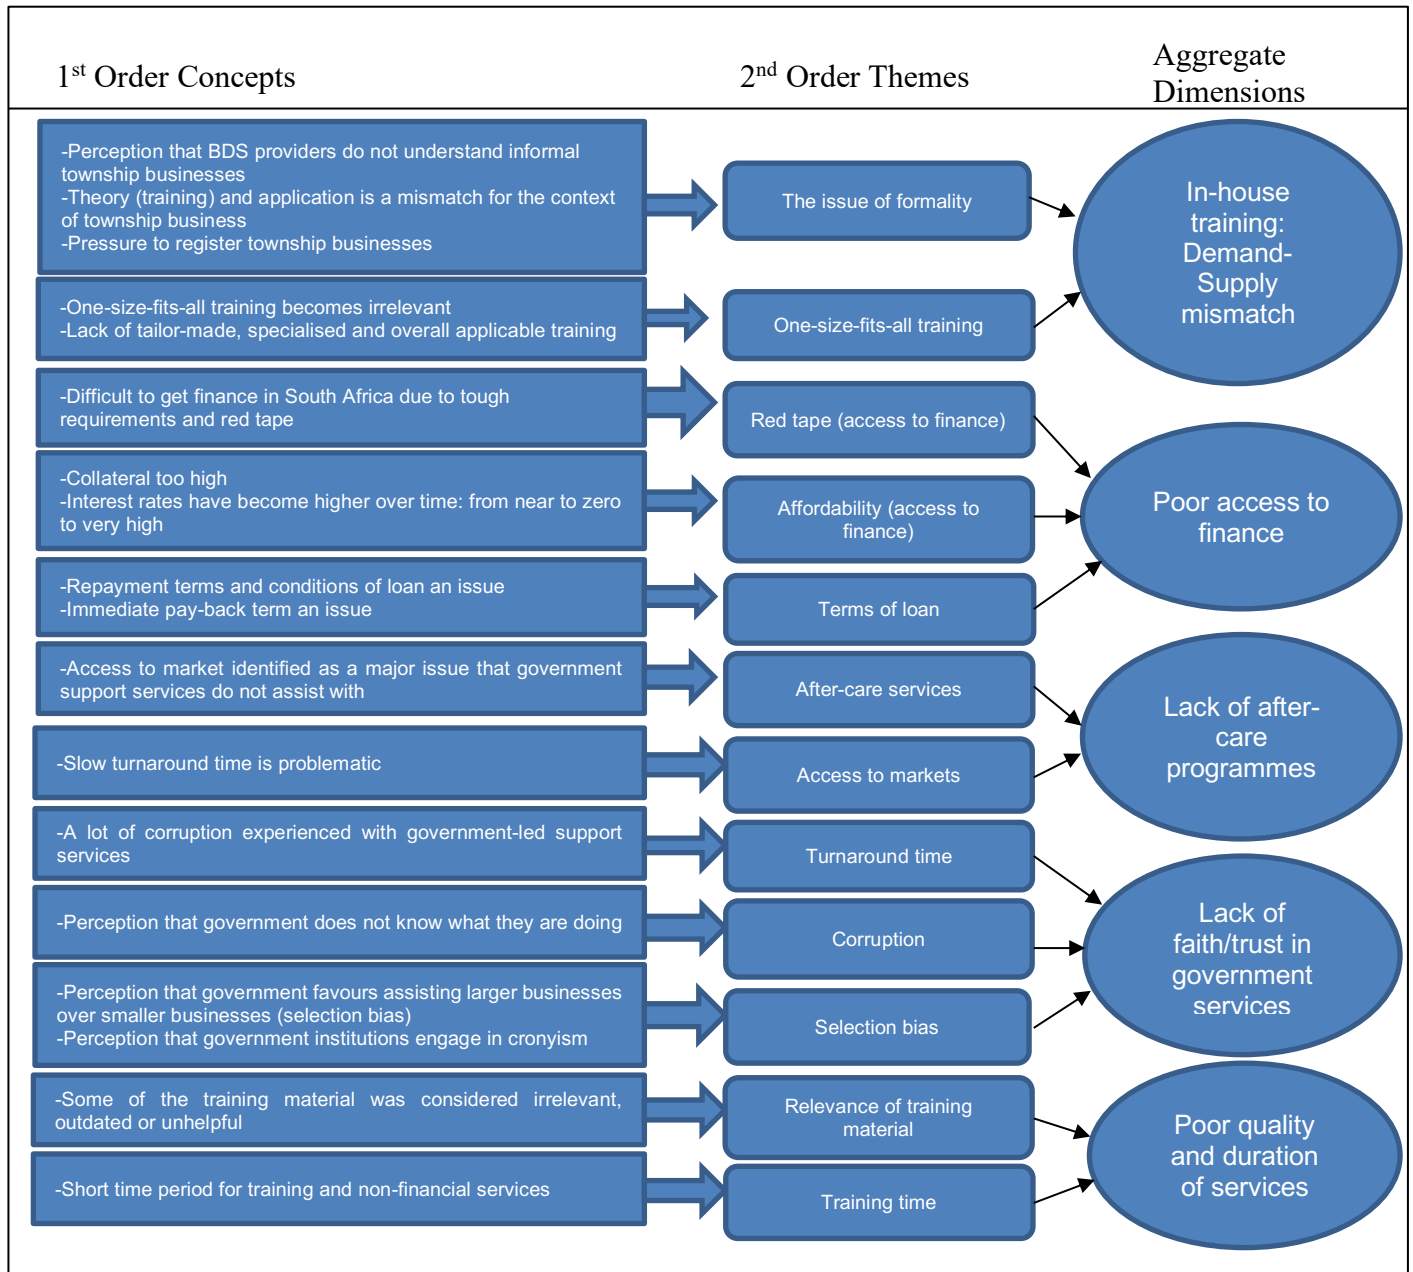 1st Order Concepts
2nd Order Themes
Aggregate
Dimensions
-Perception that BDS providers do not understand informal
township businesses
-Theory (training) and application is a mismatch for the context
of township business
-Pressure to register township businesses
The issue of formality
In-house
training:
Demand-
Supply
mismatch
-One-size-fits-all training becomes irrelevant
-Lack of tailor-made, specialised and overall applicable training
One-size-fits-all training
-Difficult to get finance in South Africa due to tough
requirements and red tape
Red tape (access to finance)
-Collateral too high
-Interest rates have become higher over time: from near to zero
to very high
Affordability (access to
finance)
Poor access to
finance
-Repayment terms and conditions of loan an issue
-Immediate pay-back term an issue
Terms of loan
-Access to market identified as a major issue that government
support services do not assist with
After-care services
Lack of after-
care
programmes
-Slow turnaround time is problematic
Access to markets
-A lot of corruption experienced with government-led support
services
Turnaround time
-Perception that government does not know what they are doing
Corruption
Lack of
faith/trust in
government
services
-Perception that government favours assisting larger businesses
over smaller businesses (selection bias)
-Perception that government institutions engage in cronyism
Selection bias
-Some of the training material was considered irrelevant,
outdated or unhelpful
Relevance of training
material
Poor quality
and duration
of services
-Short time period for training and non-financial services
Training time